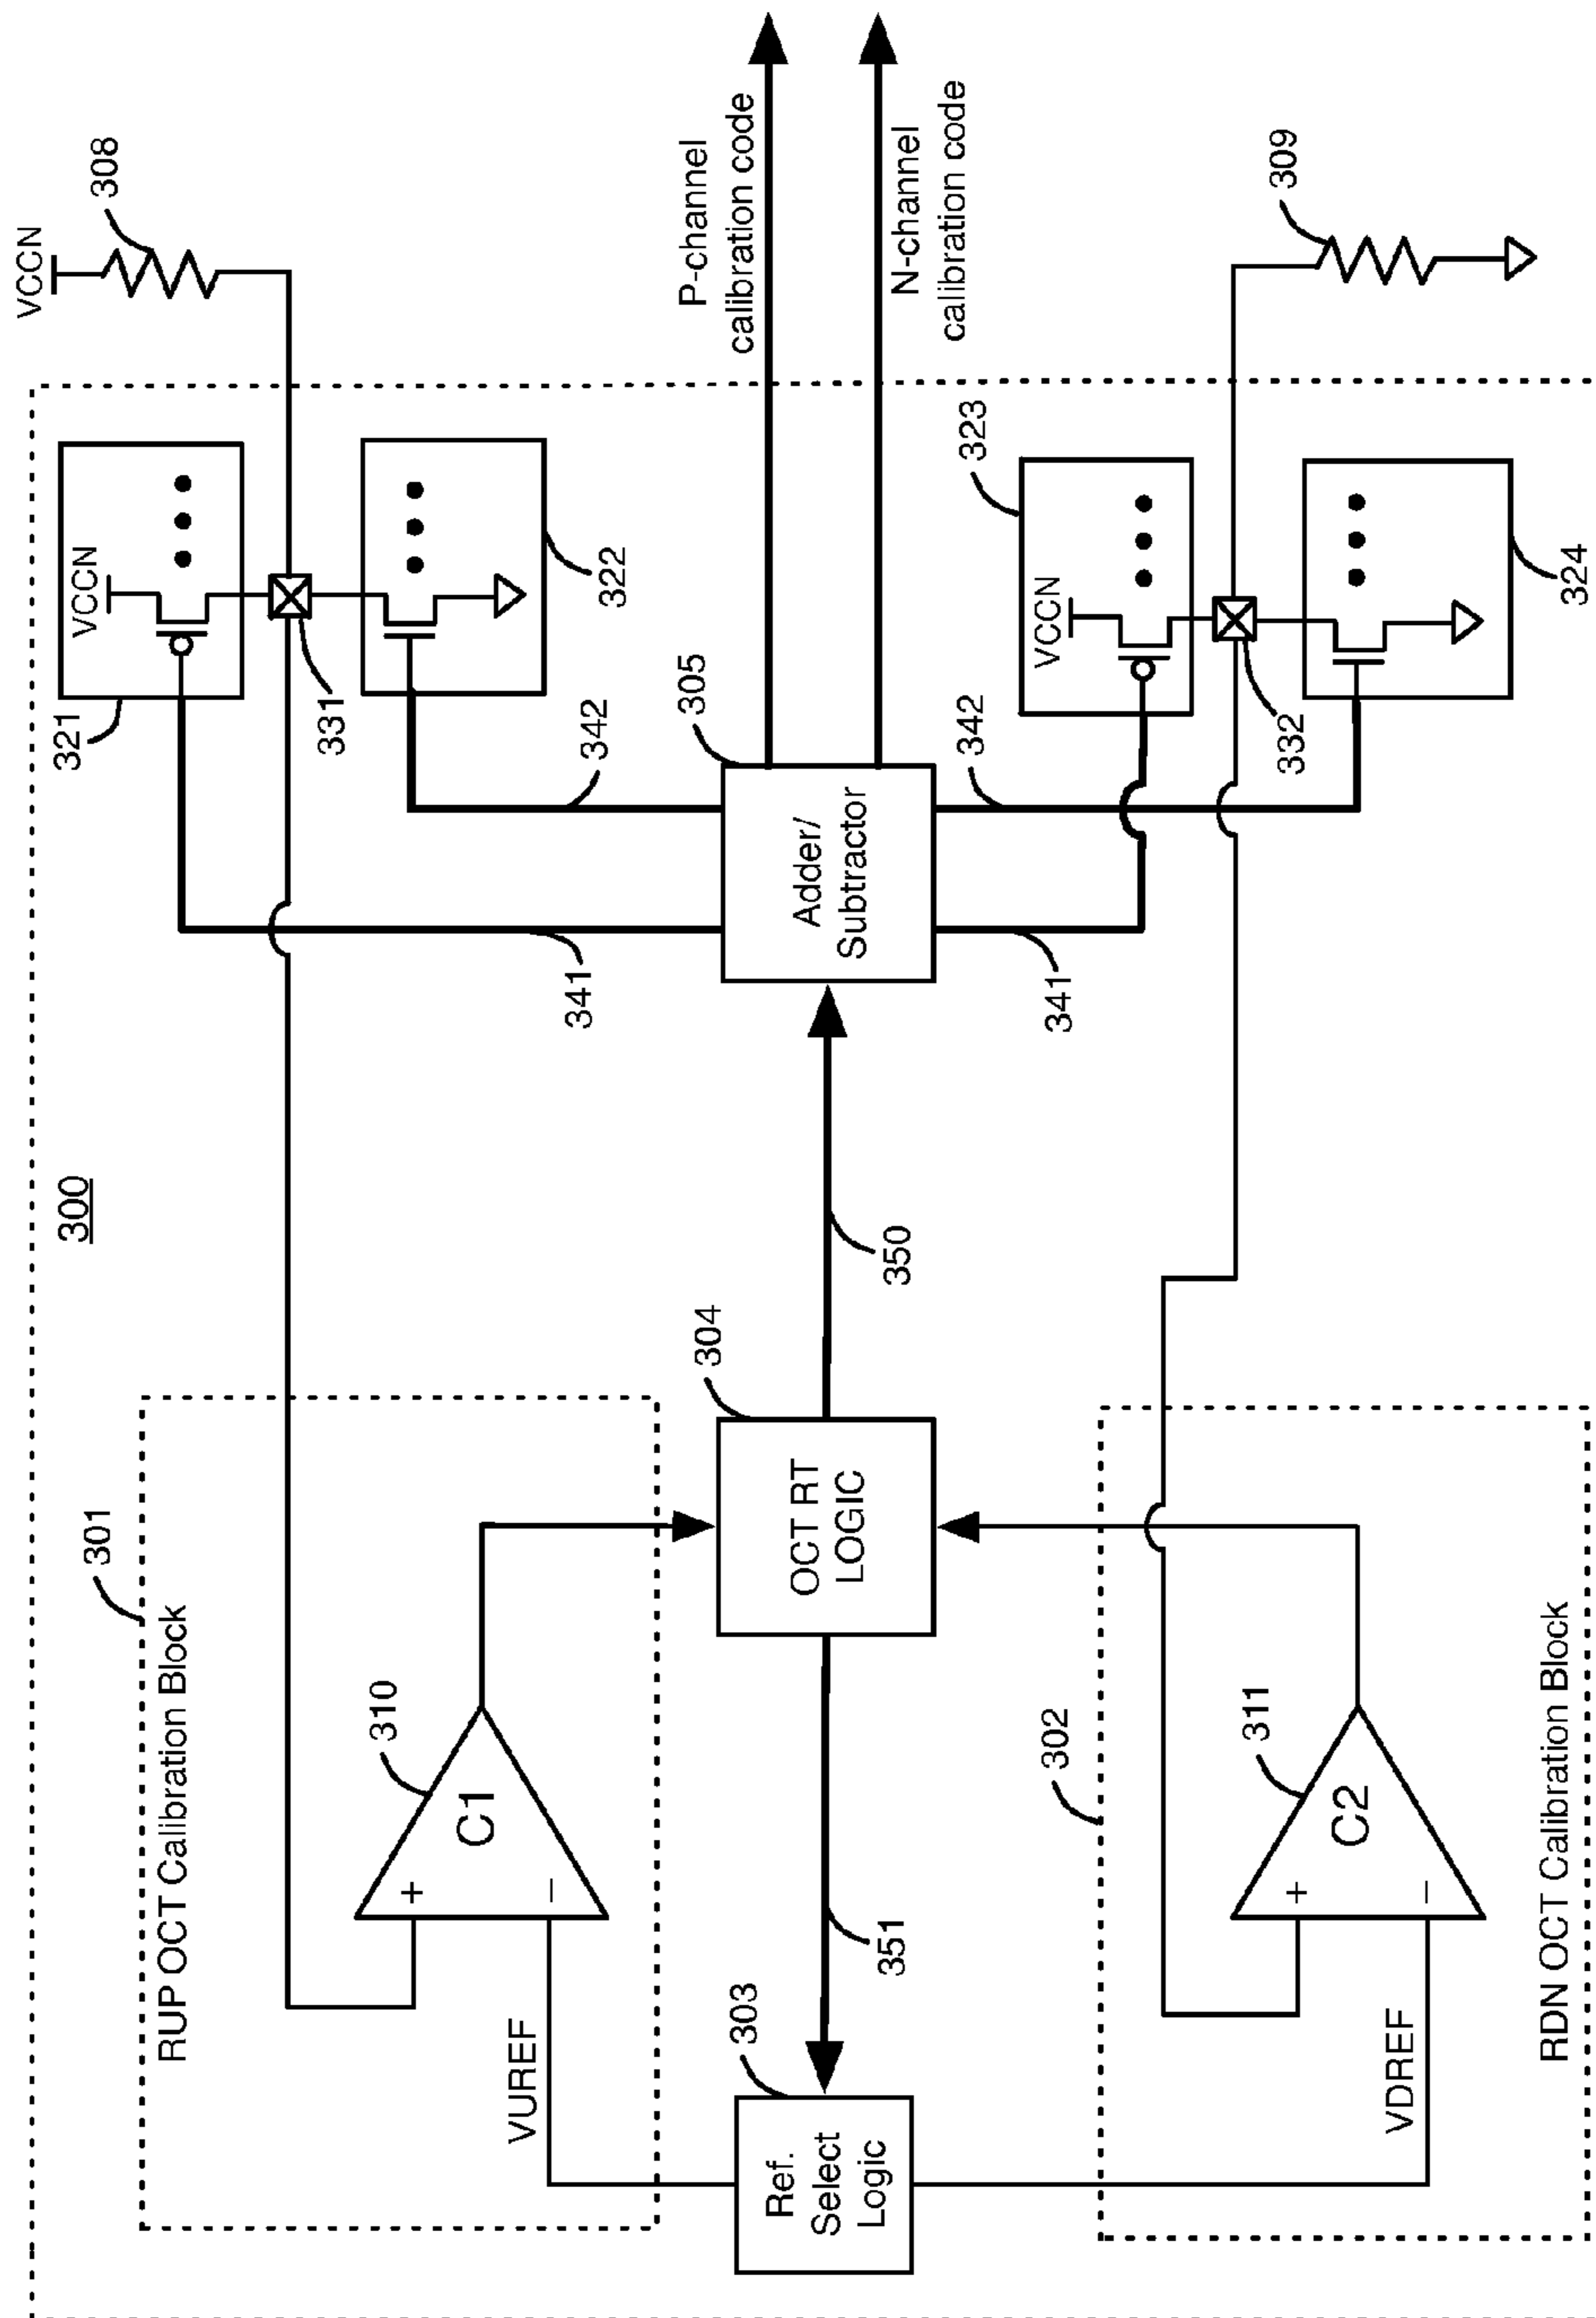 300
301
RUP OCT Calibration Block
310
C1
+
−
VUREF
303
Ref.
Select
Logic
351
304
OCT RT
LOGIC
350
302
311
C2
+
−
VDREF
RDN OCT Calibration Block
341
342
305
Adder/
Subtractor
341
342
321
VCCN
331
322
VCCN
308
P-channel
calibration code
N-channel
calibration code
323
VCCN
332
324
309